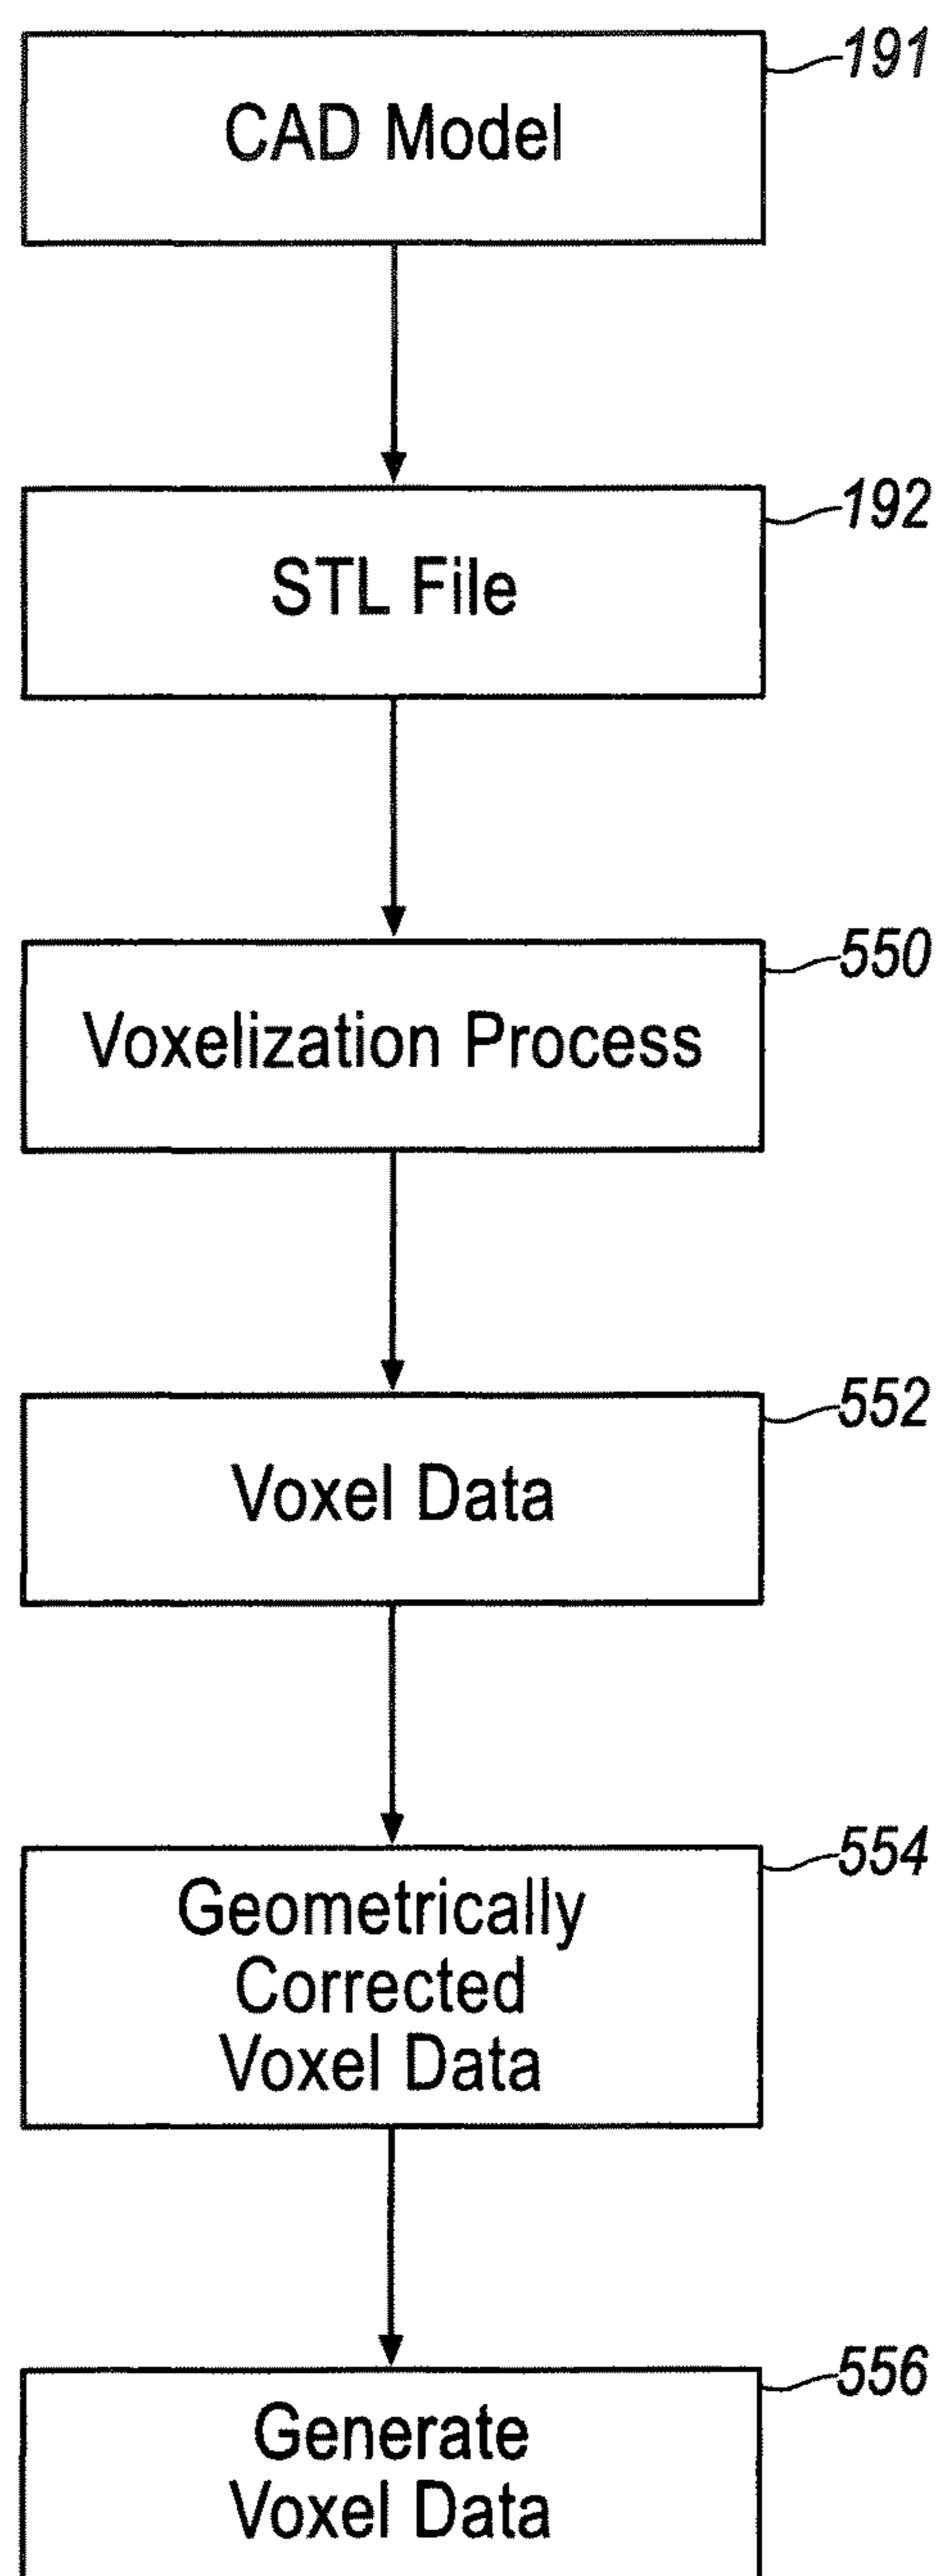 191
CAD Model
192
STL File
550
Voxelization Process
552
Voxel Data
554
Geometrically
Corrected
Voxel Data
556
Generate
Voxel Data